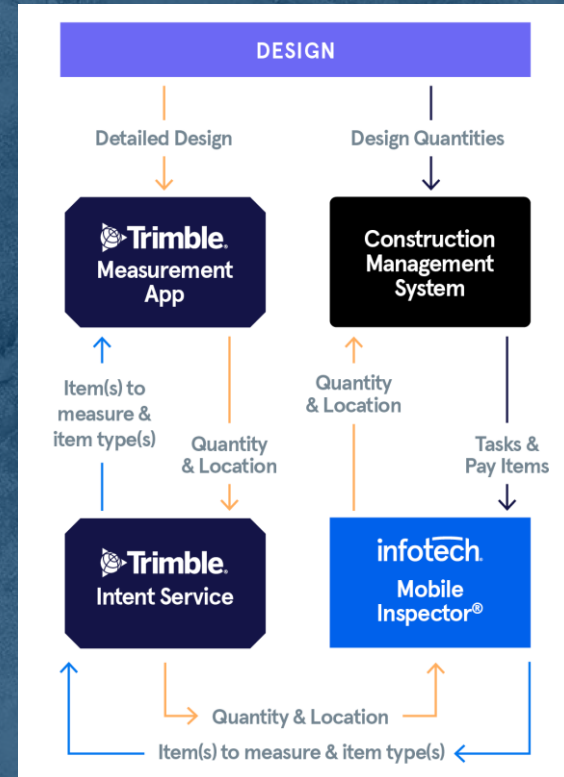 DESIGN
Detailed Design
Design Quantities
Trimble®
Measurement
App
Construction
Management
System
Item(s) to
measure &
item type(s)
Quantity
& Location
Quantity
& Location
Tasks &
Pay Items
Trimble®
Intent Service
infotech®
Mobile
Inspector®
Quantity & Location
Item(s) to measure & item type(s)